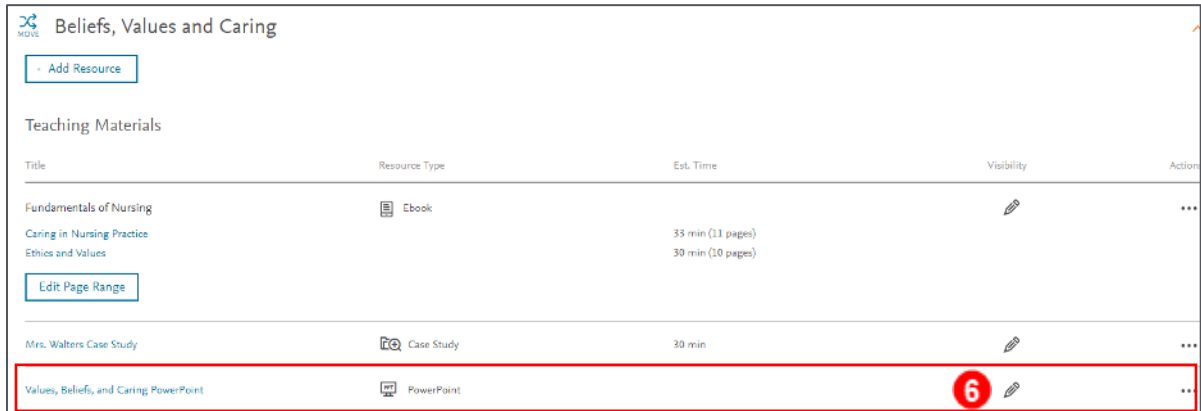 MOVE
Beliefs, Values and Caring
+ Add Resource
Teaching Materials
Title Resource Type Est. Time Visibility Action
Fundamentals of Nursing Ebook
Caring in Nursing Practice 33 min (11 pages)
Ethics and Values 30 min (10 pages)
Edit Page Range
Mrs. Walters Case Study Case Study 30 min
Values, Beliefs, and Caring PowerPoint PowerPoint 6